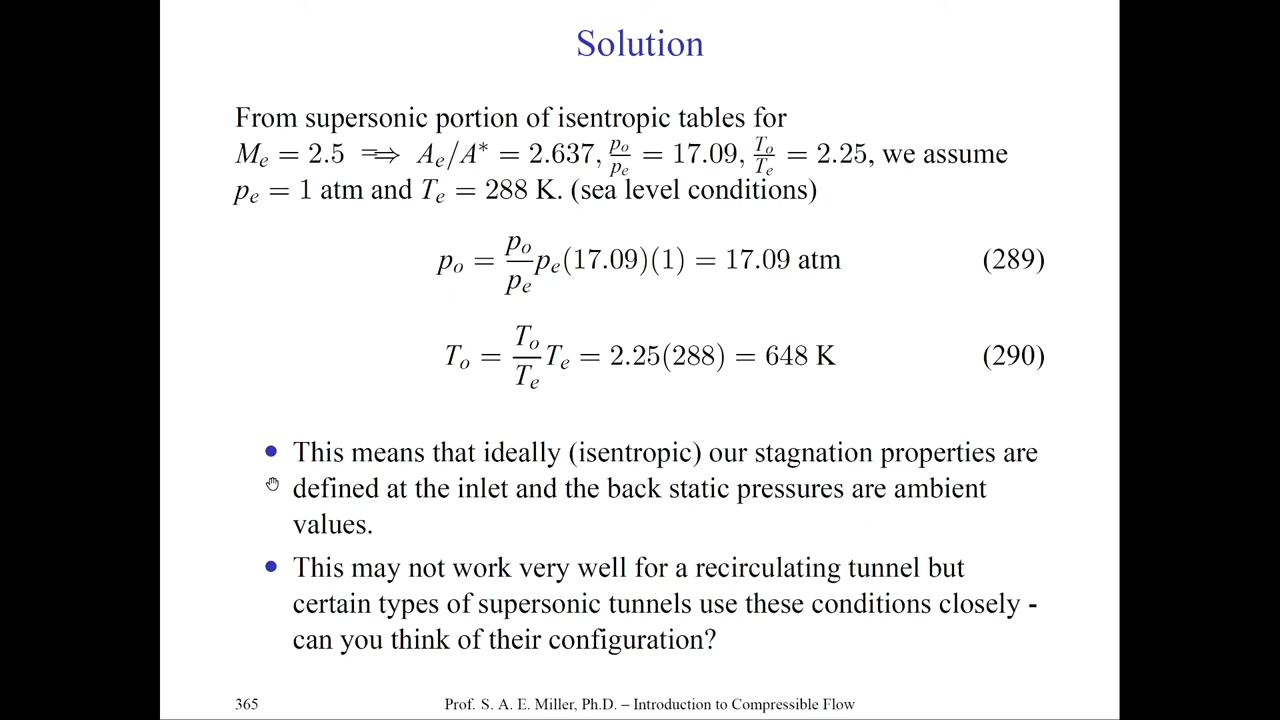 Solution
From supersonic portion of isentropic tables for
M_e = 2.5 ⟹ A_e/A* = 2.637, p_o/p_e = 17.09, T_o/T_e = 2.25, we assume
p_e = 1 atm and T_e = 288 K. (sea level conditions)
p_o = p_o/p_e p_e(17.09)(1) = 17.09 atm (289)
T_o = T_o/T_e T_e = 2.25(288) = 648 K (290)
• This means that ideally (isentropic) our stagnation properties are
defined at the inlet and the back static pressures are ambient
values.
• This may not work very well for a recirculating tunnel but
certain types of supersonic tunnels use these conditions closely -
can you think of their configuration?
365 Prof. S. A. E. Miller, Ph.D. – Introduction to Compressible Flow